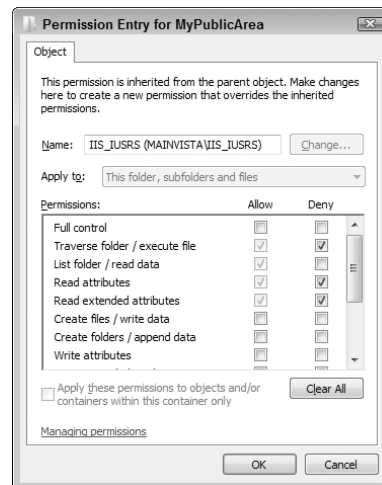 Permission Entry for MyPublicArea
Object
This permission is inherited from the parent object. Make changes
here to create a new permission that overrides the inherited
permissions.
Name: IIS_IUSRS (MAINVISTA\IIS_IUSRS) Change...
Apply to: This folder, subfolders and files
Permissions: Allow Deny
Full control
Traverse folder / execute file
List folder / read data
Read attributes
Read extended attributes
Create files / write data
Create folders / append data
Write attributes
Apply these permissions to objects and/or
containers within this container only
Clear All
Managing permissions
OK Cancel